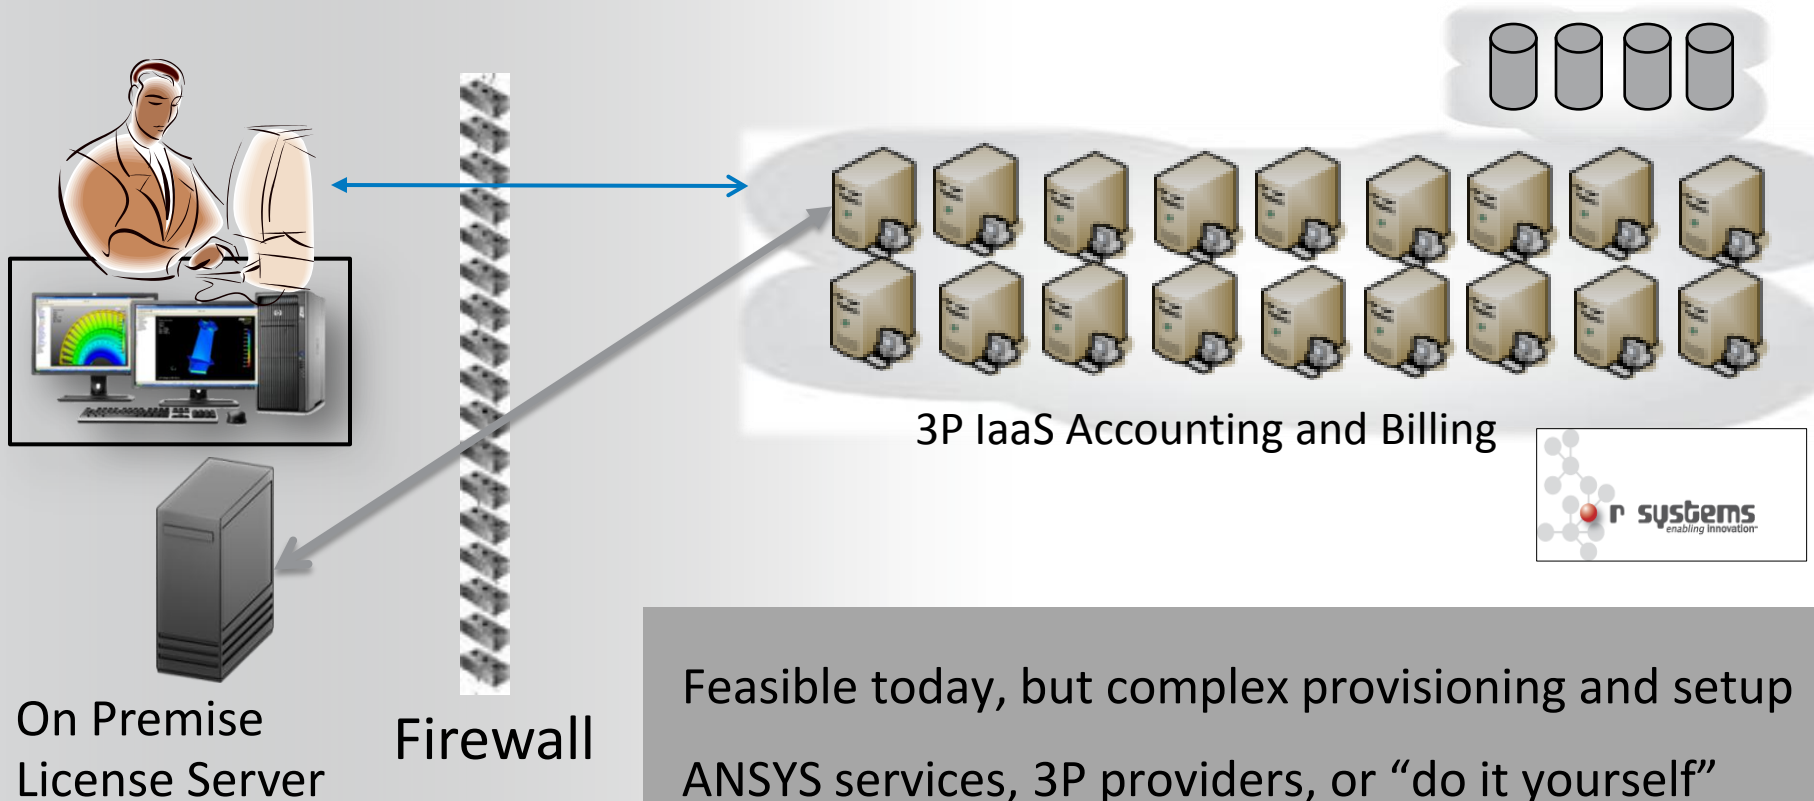 3P IaaS Accounting and Billing
r systems
enabling innovation
On Premise
License Server
Firewall
Feasible today, but complex provisioning and setup
ANSYS services, 3P providers, or “do it yourself”